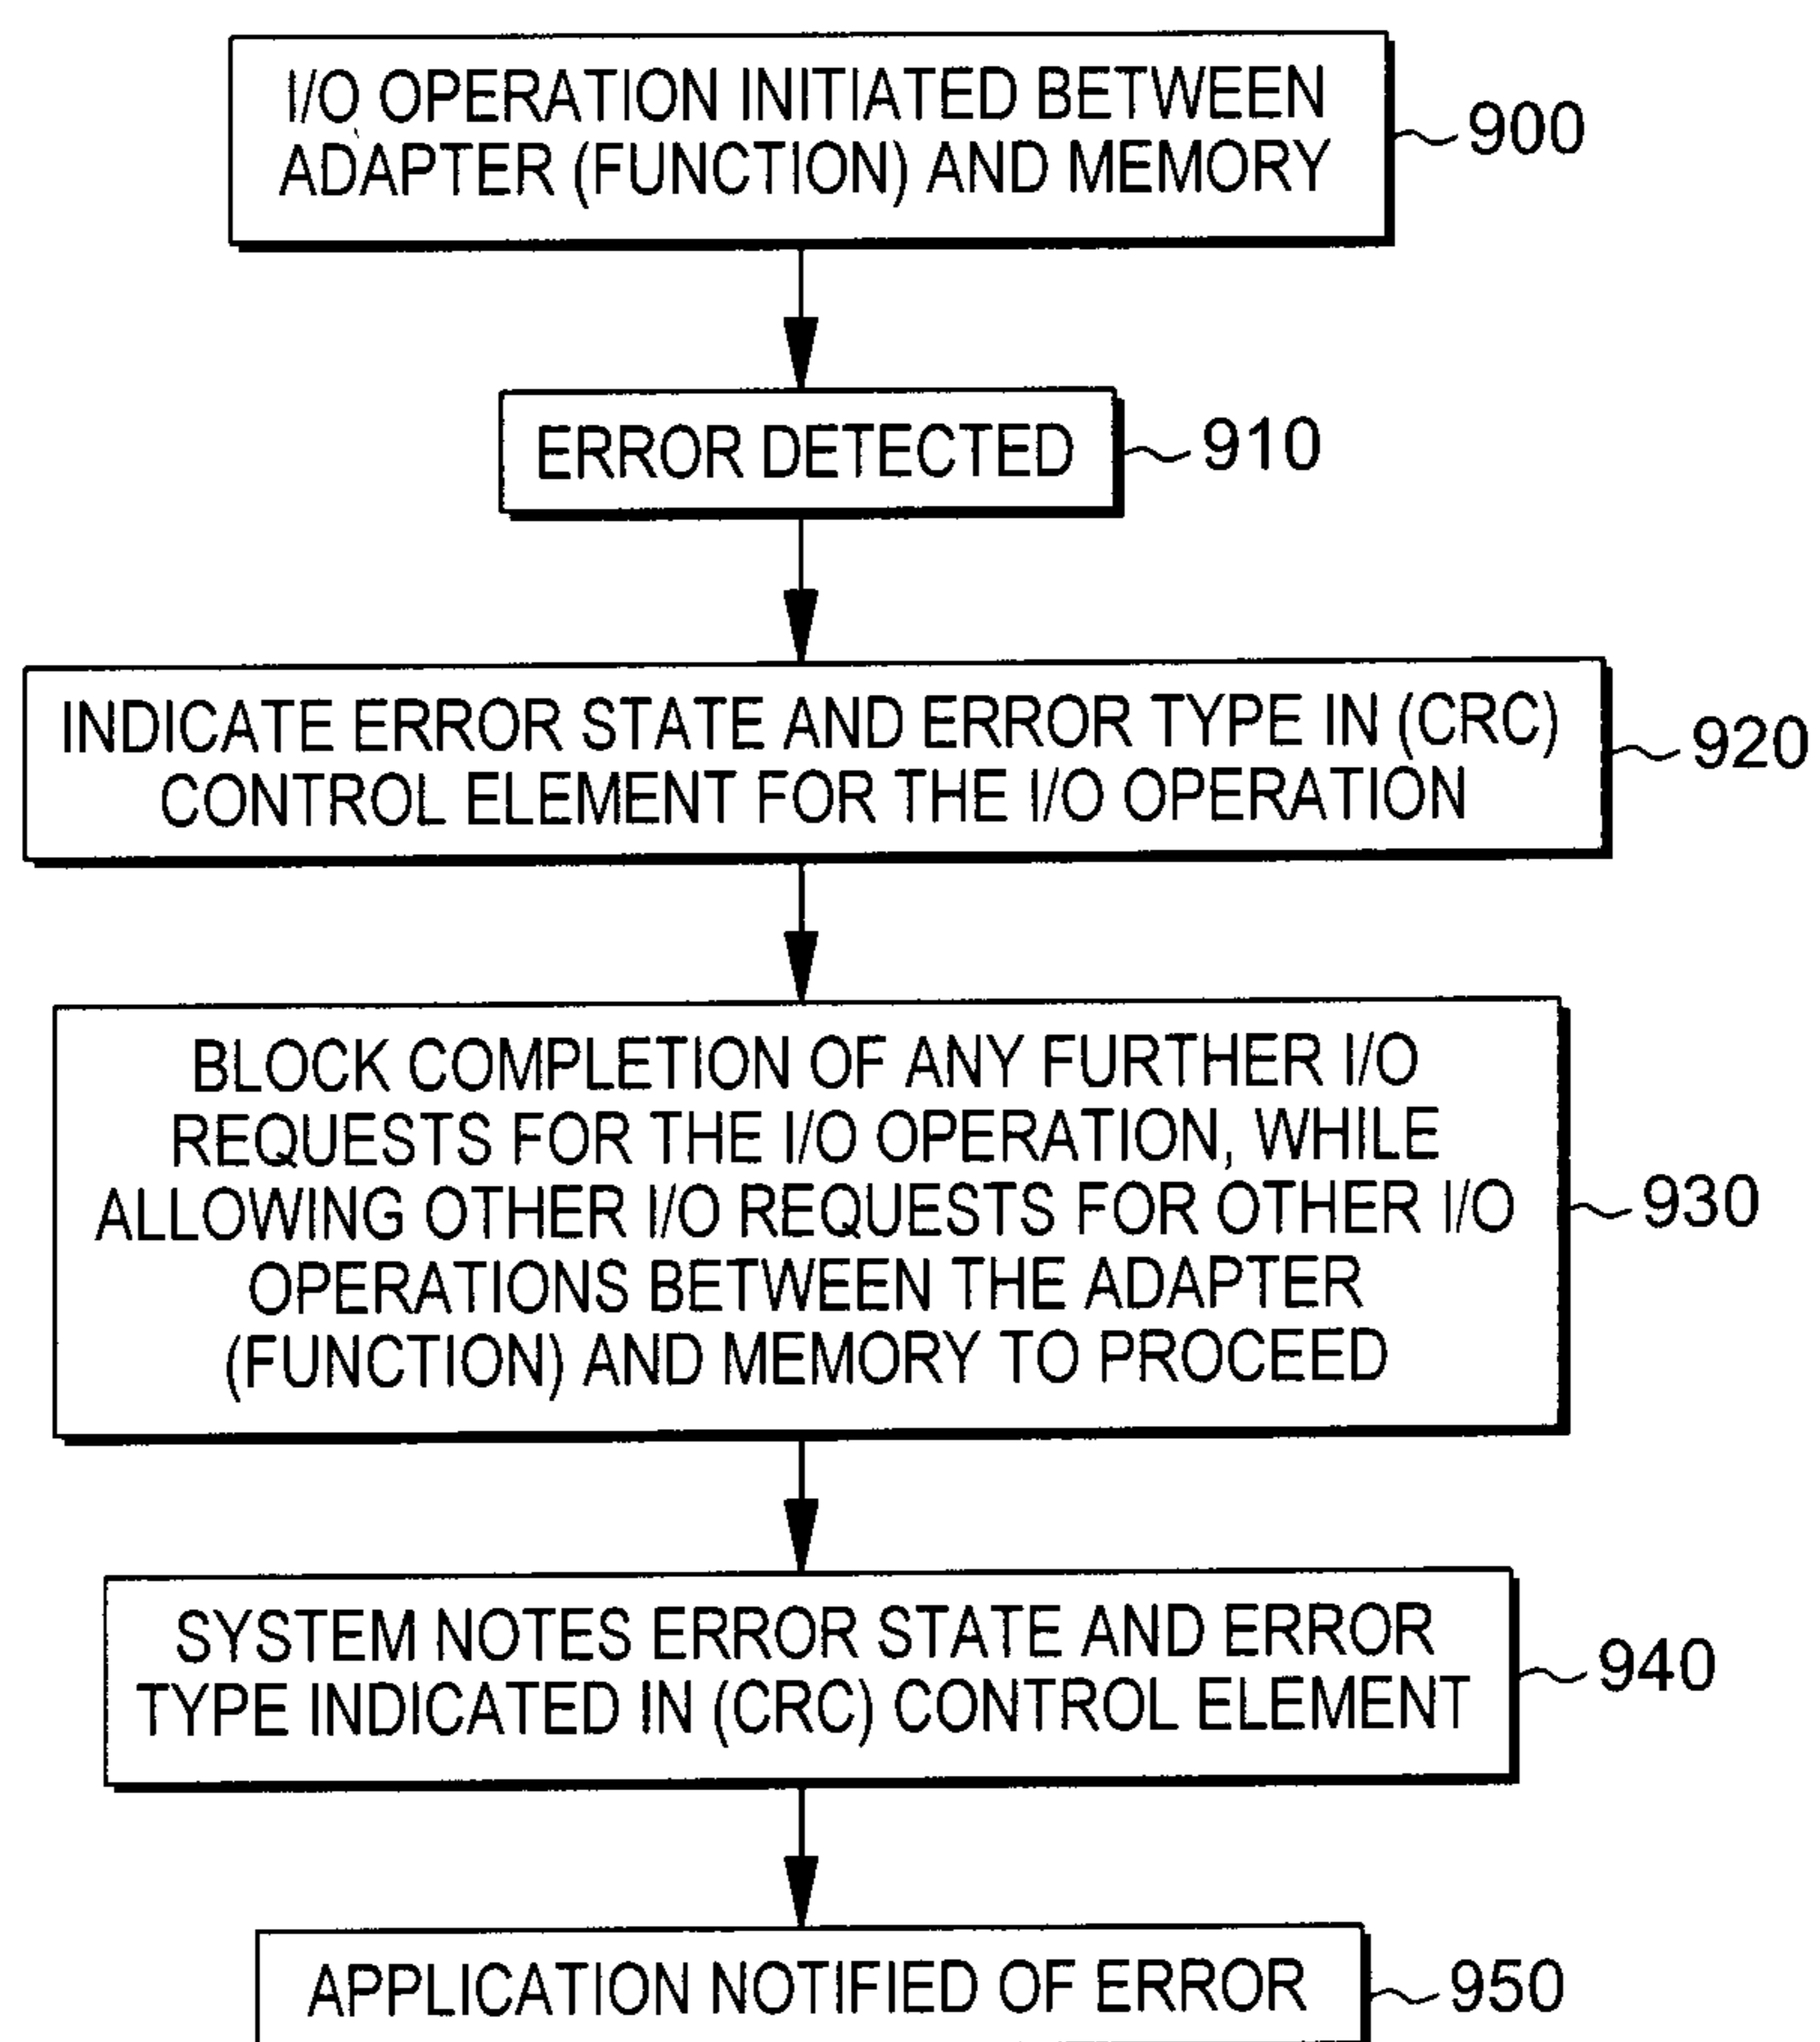 I/O OPERATION INITIATED BETWEEN
ADAPTER (FUNCTION) AND MEMORY
900
ERROR DETECTED
910
INDICATE ERROR STATE AND ERROR TYPE IN (CRC)
CONTROL ELEMENT FOR THE I/O OPERATION
920
BLOCK COMPLETION OF ANY FURTHER I/O
REQUESTS FOR THE I/O OPERATION, WHILE
ALLOWING OTHER I/O REQUESTS FOR OTHER I/O
OPERATIONS BETWEEN THE ADAPTER
(FUNCTION) AND MEMORY TO PROCEED
930
SYSTEM NOTES ERROR STATE AND ERROR
TYPE INDICATED IN (CRC) CONTROL ELEMENT
940
APPLICATION NOTIFIED OF ERROR
950